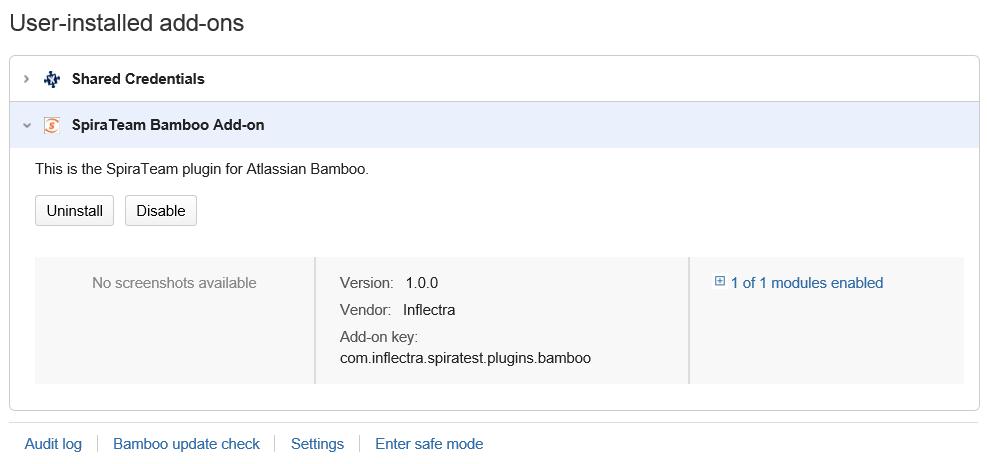 User-installed add-ons
Shared Credentials
SpiraTeam Bamboo Add-on
This is the SpiraTeam plugin for Atlassian Bamboo.
Uninstall Disable
No screenshots available
Version: 1.0.0
Vendor: Inflectra
Add-on key:
com.inflectra.spiratest.plugins.bamboo
1 of 1 modules enabled
Audit log Bamboo update check Settings Enter safe mode